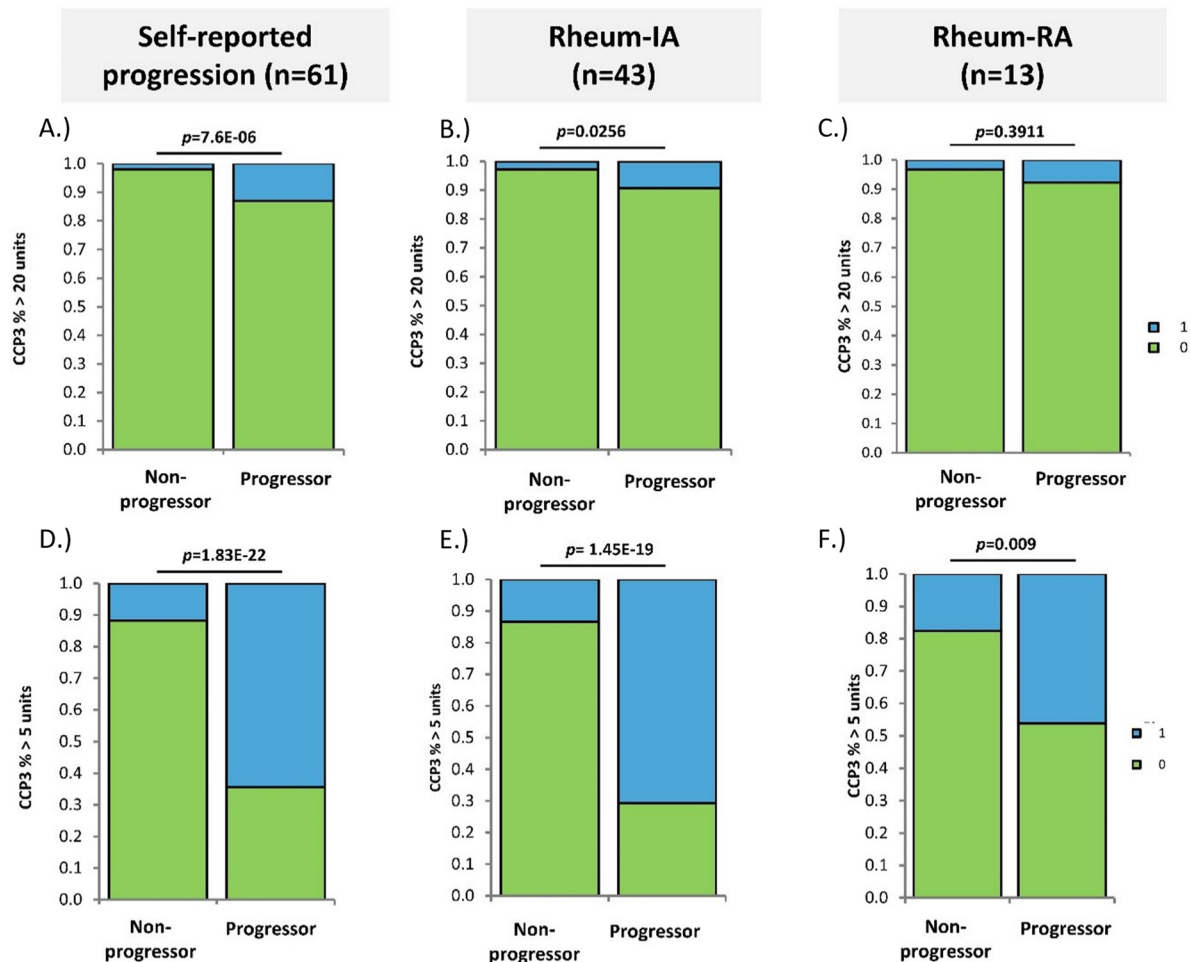 Self-reported
progression (n=61)
Rheum-IA
(n=43)
Rheum-RA
(n=13)
A.)
p=7.6E-06
CCP3 % > 20 units
1.0
0.9
0.8
0.7
0.6
0.5
0.4
0.3
0.2
0.1
0.0
Non-
progressor
Progressor
B.)
p=0.0256
CCP3 % > 20 units
1.0
0.9
0.8
0.7
0.6
0.5
0.4
0.3
0.2
0.1
0.0
Non-
progressor
Progressor
C.)
p=0.3911
CCP3 % > 20 units
1.0
0.9
0.8
0.7
0.6
0.5
0.4
0.3
0.2
0.1
0.0
Non-
progressor
Progressor
1
0
D.)
p=1.83E-22
CCP3 % > 5 units
1.0
0.9
0.8
0.7
0.6
0.5
0.4
0.3
0.2
0.1
0.0
Non-
progressor
Progressor
E.)
p= 1.45E-19
CCP3 % > 5 units
1.0
0.9
0.8
0.7
0.6
0.5
0.4
0.3
0.2
0.1
0.0
Non-
progressor
Progressor
F.)
p=0.009
CCP3 % > 5 units
1.0
0.9
0.8
0.7
0.6
0.5
0.4
0.3
0.2
0.1
0.0
Non-
progressor
Progressor
1
0